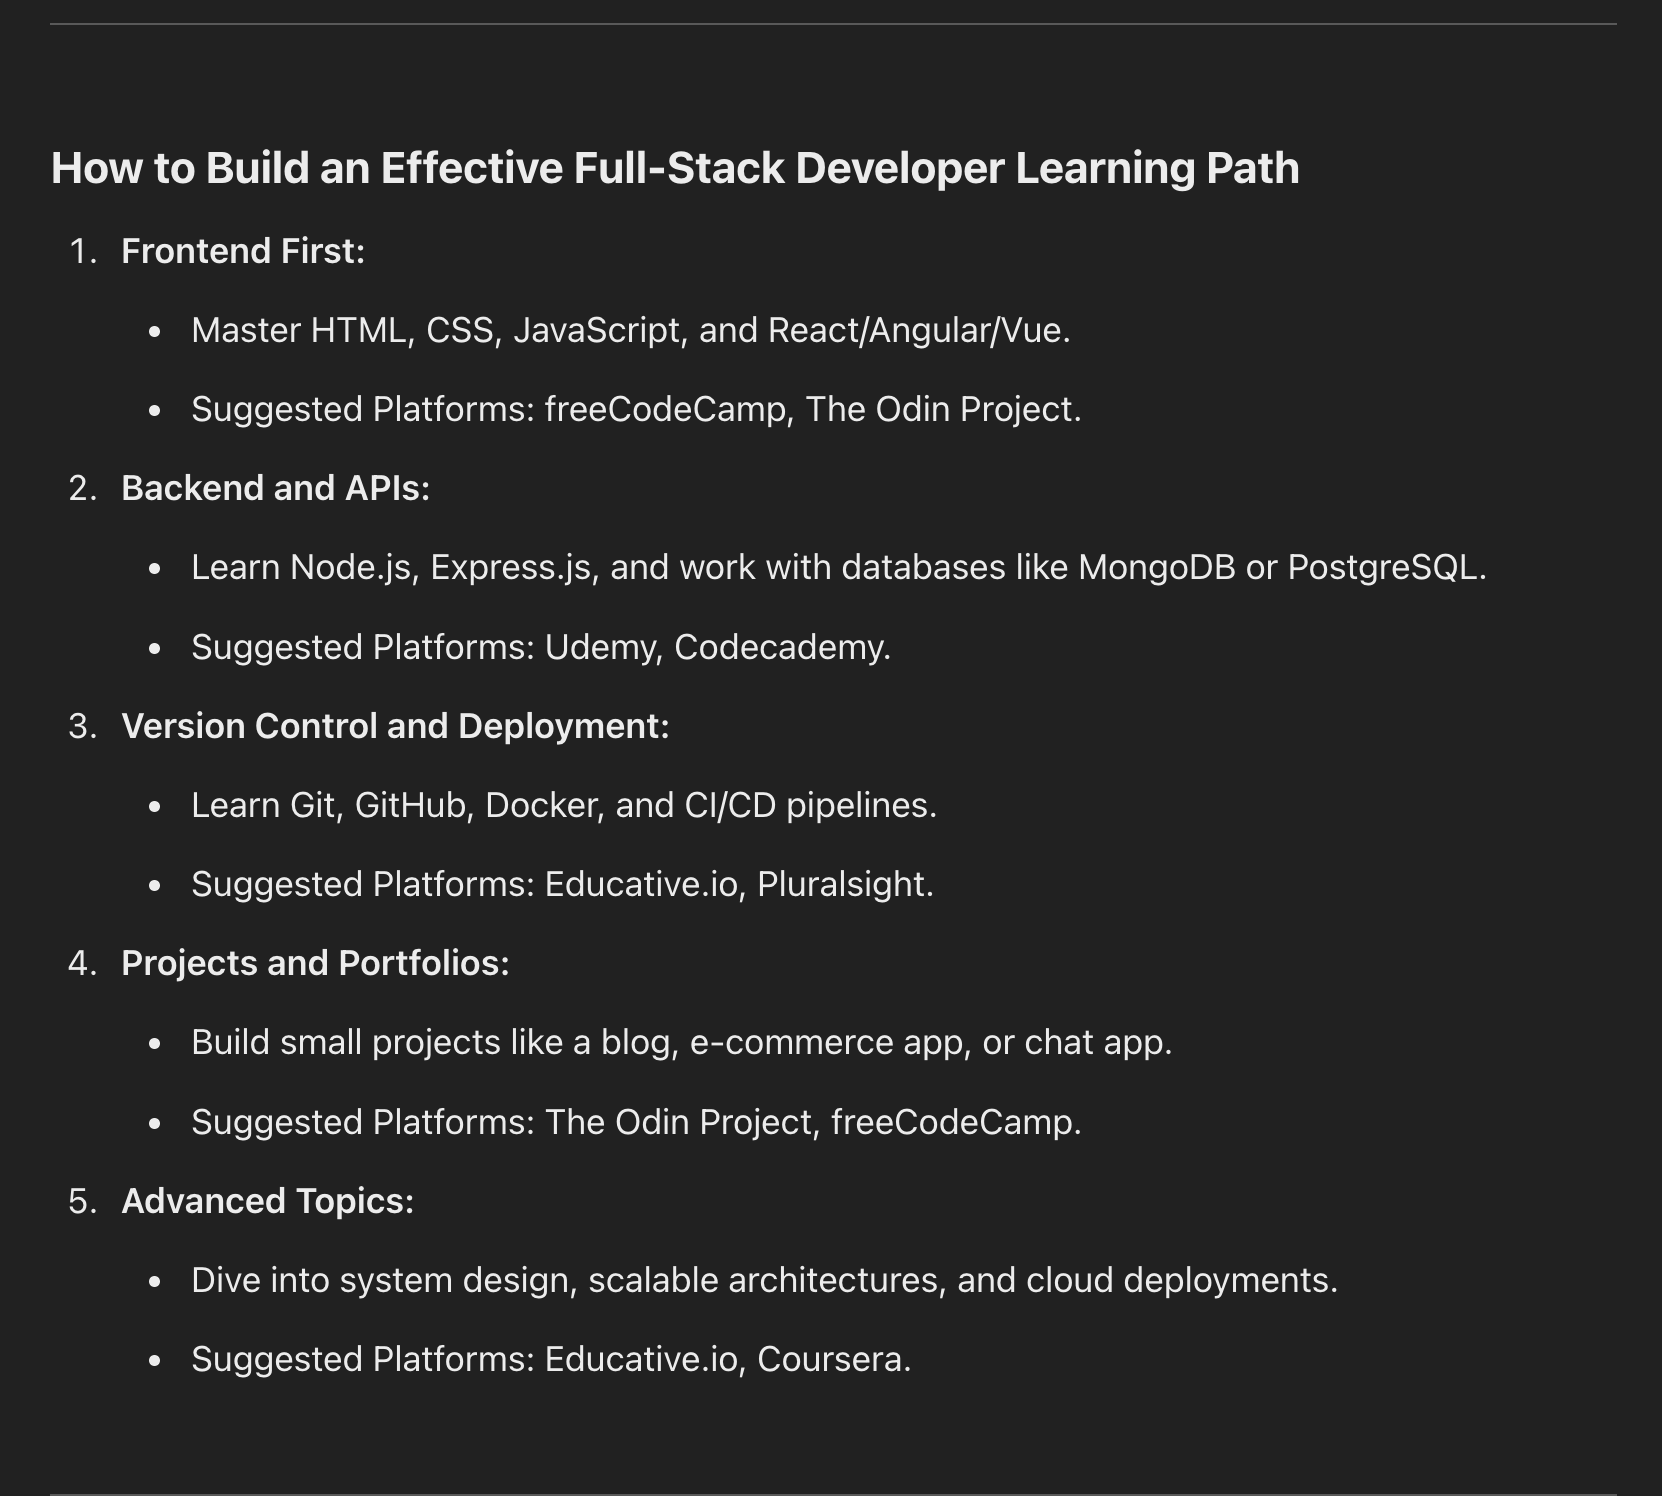 How to Build an Effective Full-Stack Developer Learning Path
1. Frontend First:
• Master HTML, CSS, JavaScript, and React/Angular/Vue.
• Suggested Platforms: freeCodeCamp, The Odin Project.
2. Backend and APIs:
• Learn Node.js, Express.js, and work with databases like MongoDB or PostgreSQL.
• Suggested Platforms: Udemy, Codecademy.
3. Version Control and Deployment:
• Learn Git, GitHub, Docker, and CI/CD pipelines.
• Suggested Platforms: Educative.io, Pluralsight.
4. Projects and Portfolios:
• Build small projects like a blog, e-commerce app, or chat app.
• Suggested Platforms: The Odin Project, freeCodeCamp.
5. Advanced Topics:
• Dive into system design, scalable architectures, and cloud deployments.
• Suggested Platforms: Educative.io, Coursera.